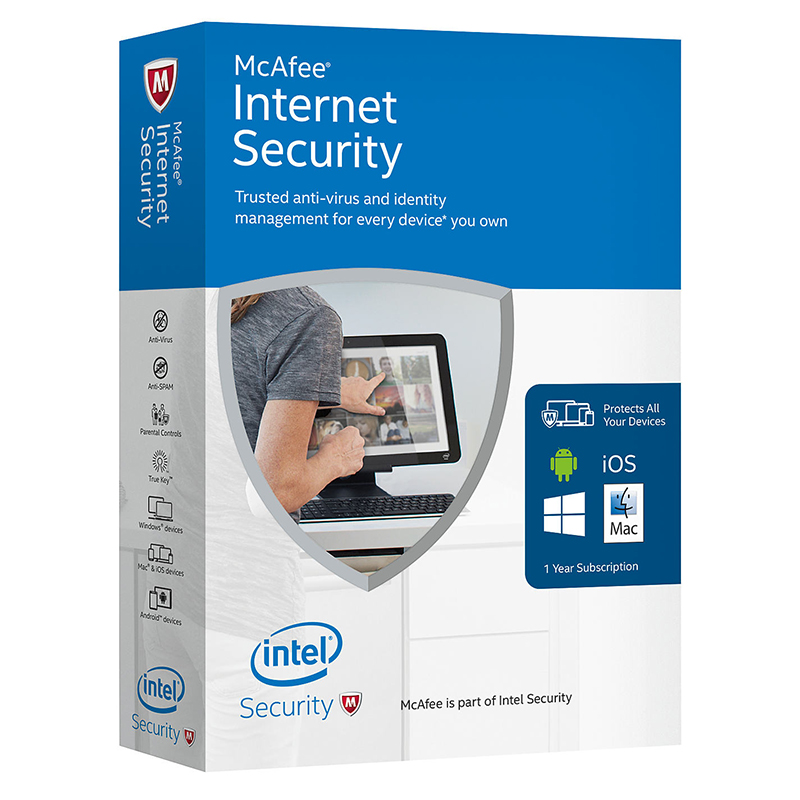 McAfee®
Internet
Security
Trusted anti-virus and identity
management for every device* you own
Protects All
Your Devices
iOS
Mac
1 Year Subscription
intel®
Security
McAfee is part of Intel Security
McAfee®
Internet
Security
Anti-Virus
Anti-SPAM
Parental Controls
True Key™
Windows® devices
Mac® & iOS devices
Android™ devices
intel®
Security